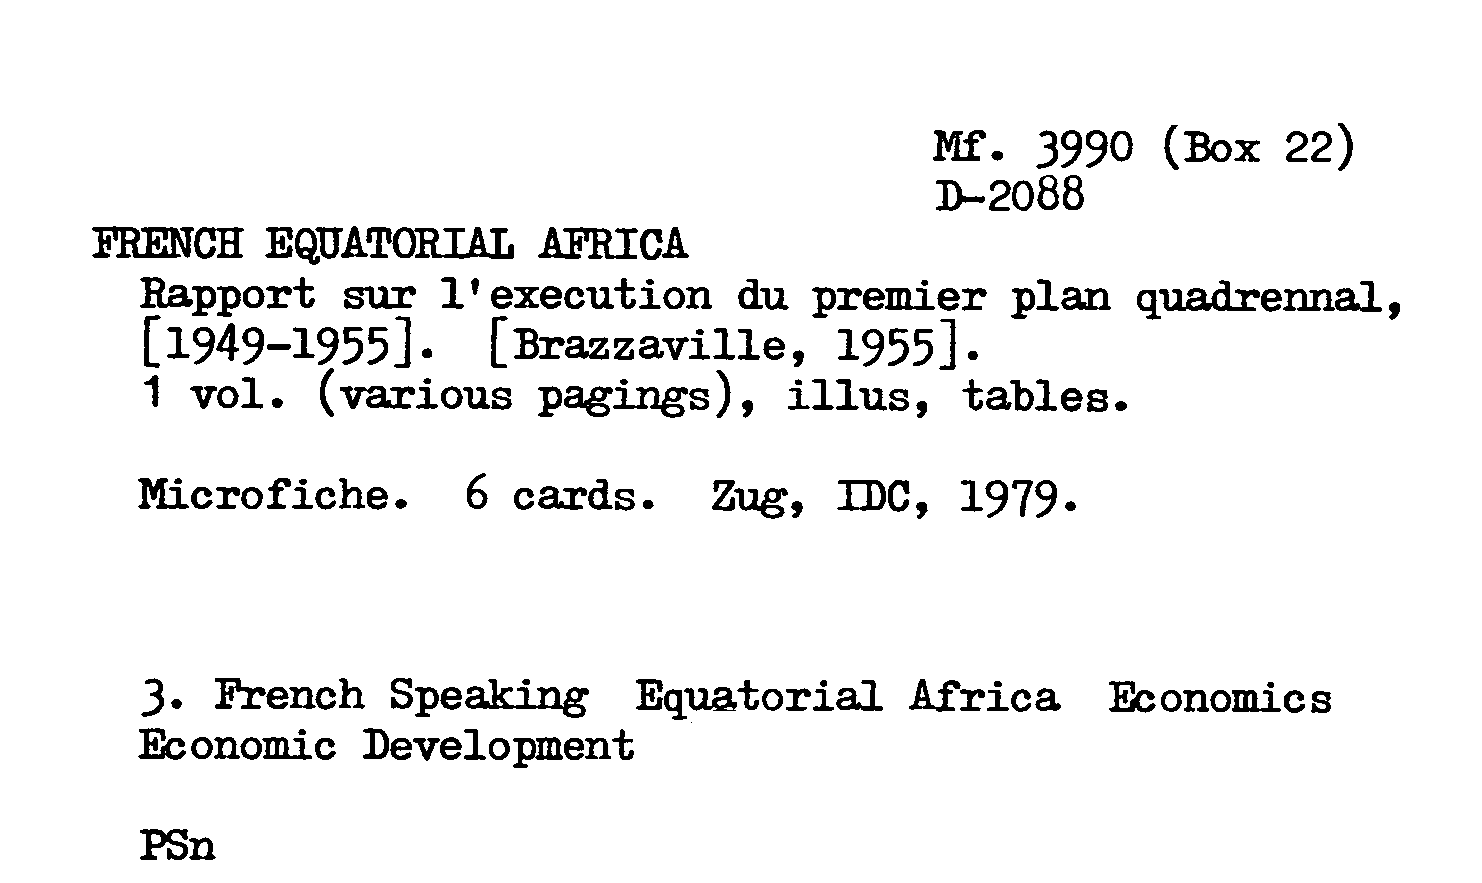 Mf. 3990 (Box 22)
D-2088
FRENCH EQUATORIAL AFRICA
Rapport sur l'execution du premier plan quadrennal,
[1949-1955]. [Brazzaville, 1955].
1 vol. (various pagings), illus, tables.
Microfiche. 6 cards. Zug, IDC, 1979.
3. French Speaking Equatorial Africa Economics
Economic Development
PSn